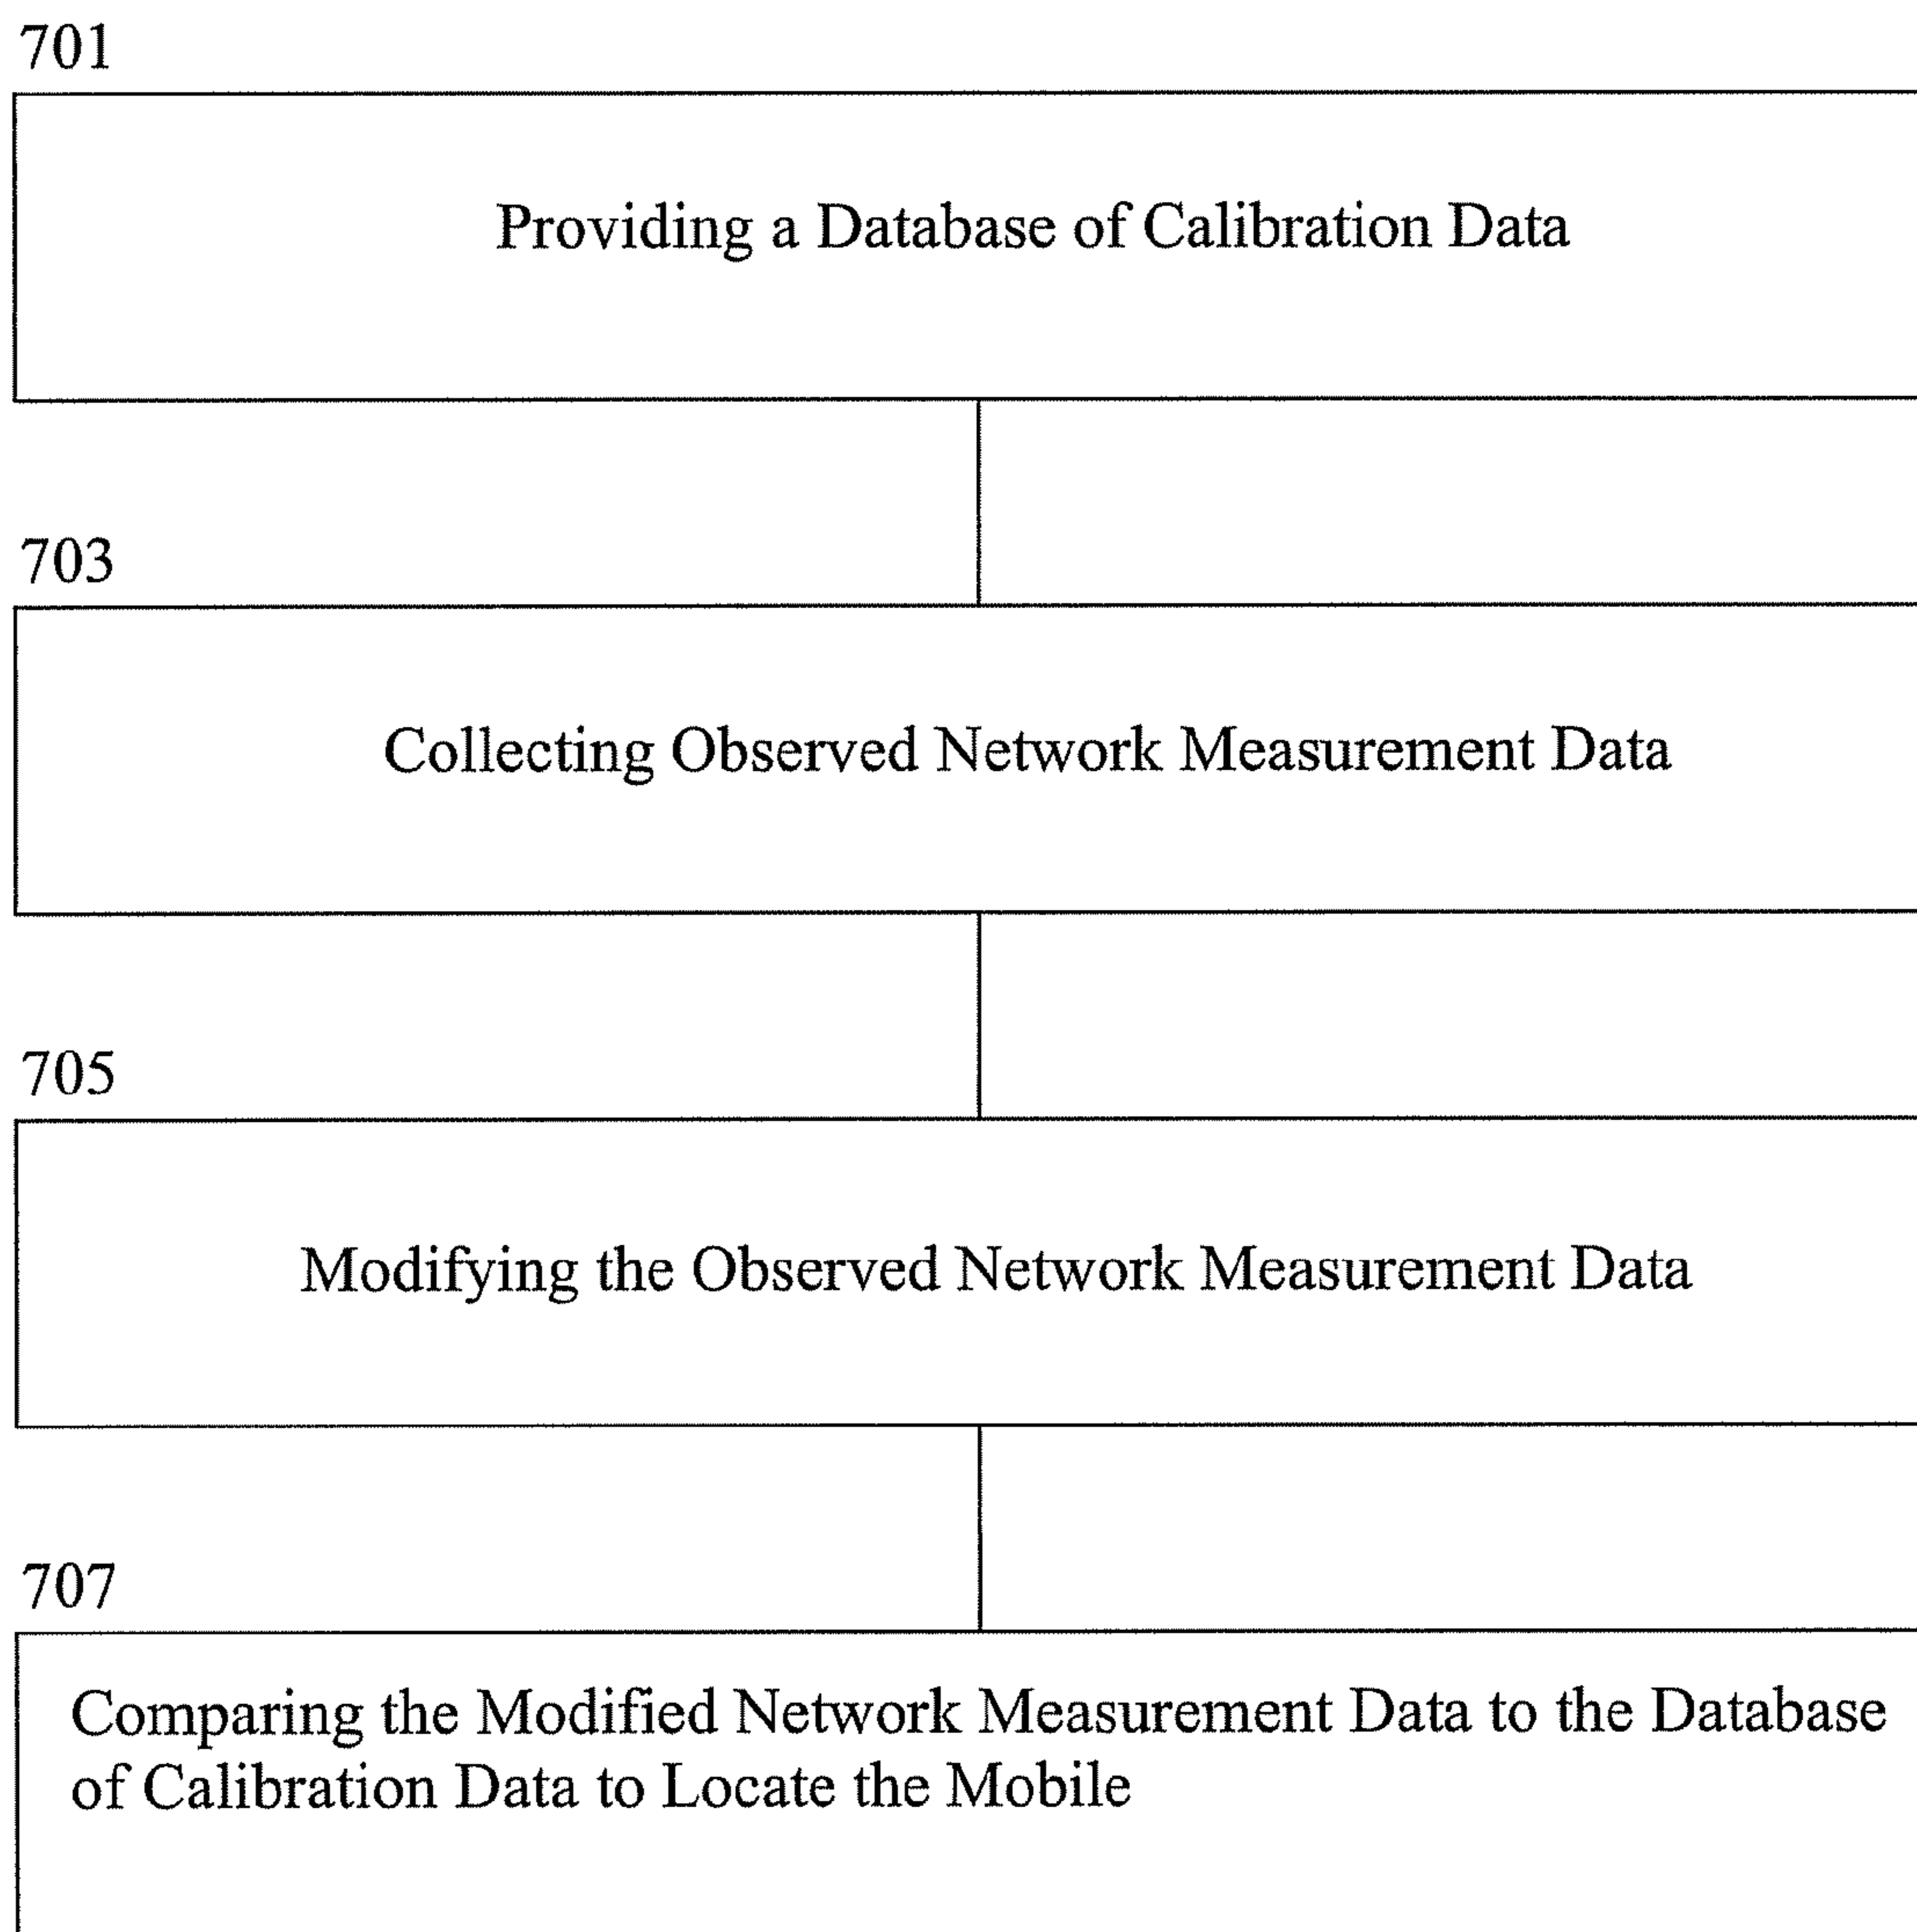 701
Providing a Database of Calibration Data
703
Collecting Observed Network Measurement Data
705
Modifying the Observed Network Measurement Data
707
Comparing the Modified Network Measurement Data to the Database
of Calibration Data to Locate the Mobile